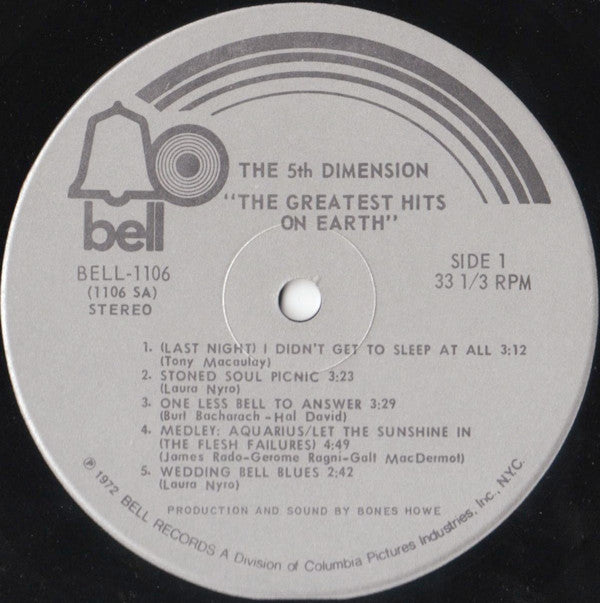 bell
THE 5th DIMENSION
"THE GREATEST HITS
ON EARTH"
BELL-1106
(1106 SA)
STEREO
SIDE 1
33 1/3 RPM
1. (LAST NIGHT) I DIDN'T GET TO SLEEP AT ALL 3:12
(Tony Macaulay)
2. STONED SOUL PICNIC 3:23
(Laura Nyro)
3. ONE LESS BELL TO ANSWER 3:29
(Burt Bacharach-Hal David)
4. MEDLEY: AQUARIUS/LET THE SUNSHINE IN
(THE FLESH FAILURES) 4:49
(James Rado-Gerome Ragni-Galt MacDermot)
5. WEDDING BELL BLUES 2:42
(Laura Nyro)
PRODUCTION AND SOUND BY BONES HOWE
℗ 1972 BELL RECORDS A Division of Columbia Pictures Industries, Inc., N.Y.C.